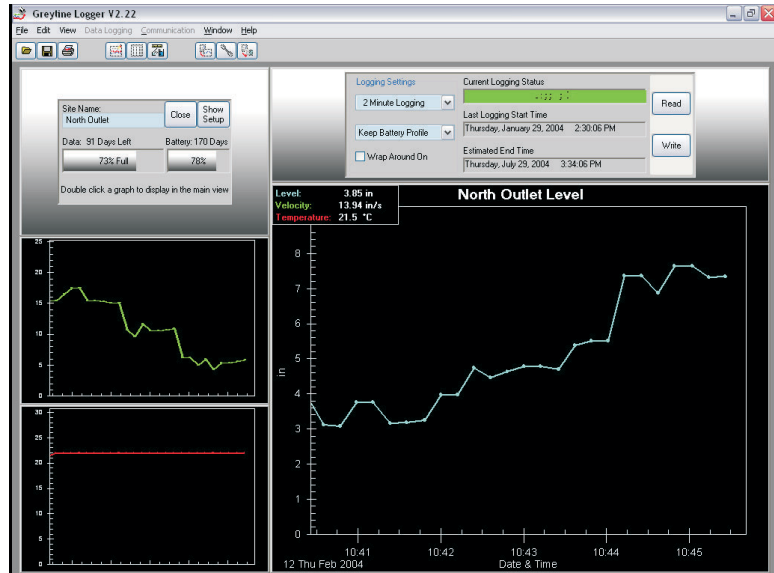 Greyline Logger V2.22
File Edit View Data Logging Communication Window Help
Site Name:
North Outlet
Close
Show Setup
Data: 91 Days Left Battery: 170 Days
73% Full 78%
Double click a graph to display in the main view
Logging Settings
2 Minute Logging
Keep Battery Profile
Wrap Around On
Current Logging Status
Last Logging Start Time
Thursday, January 29, 2004 2:30:06 PM
Estimated End Time
Thursday, July 29, 2004 3:34:06 PM
Read
Write
25
20
15
10
5
0
30
25
20
15
10
5
0
Level: 3.85 in
Velocity: 13.94 in/s
Temperature: 21.5 °C
North Outlet Level
8
7
6
5
4
3
2
1
0
in
10:41 10:42 10:43 10:44 10:45
12 Thu Feb 2004 Date & Time